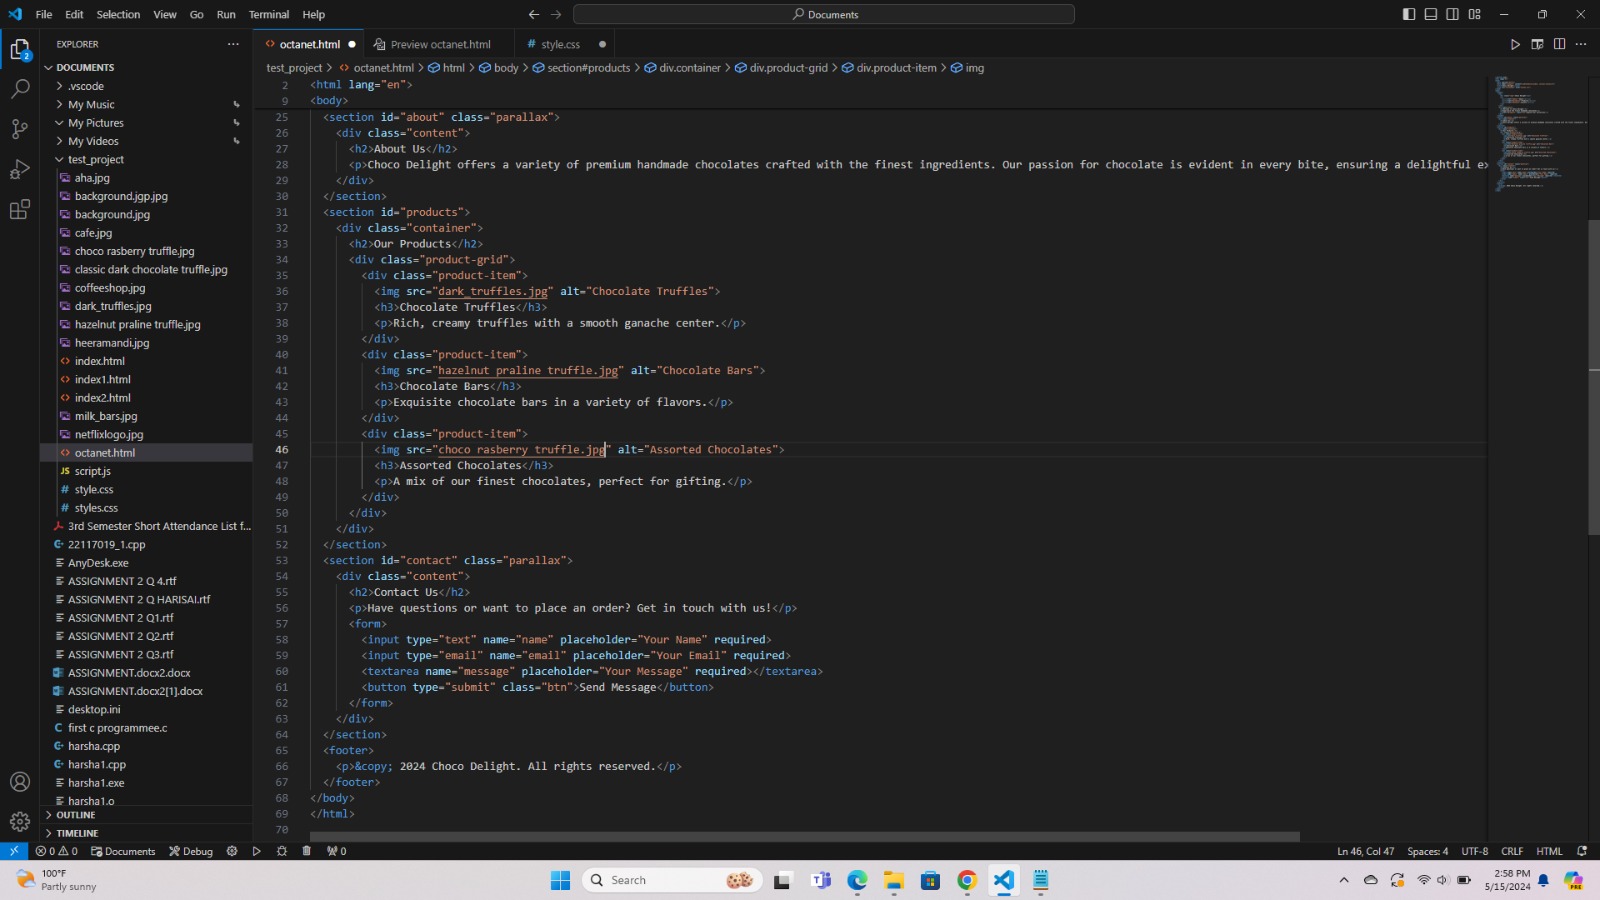 File Edit Selection View Go Run Terminal Help
Documents
EXPLORER
DOCUMENTS
.vscode
My Music
My Pictures
My Videos
test_project
aha.jpg
background.jgp.jpg
background.jpg
cafe.jpg
choco rasberry truffle.jpg
classic dark chocolate truffle.jpg
coffeeshop.jpg
dark_truffles.jpg
hazelnut praline truffle.jpg
heeramandi.jpg
index.html
index1.html
index2.html
milk_bars.jpg
netflixlogo.jpg
octanet.html
JS script.js
# style.css
# styles.css
3rd Semester Short Attendance List f...
22117019_1.cpp
AnyDesk.exe
ASSIGNMENT 2 Q 4.rtf
ASSIGNMENT 2 Q HARISAI.rtf
ASSIGNMENT 2 Q1.rtf
ASSIGNMENT 2 Q2.rtf
ASSIGNMENT 2 Q3.rtf
ASSIGNMENT.docx2.docx
ASSIGNMENT.docx2[1].docx
desktop.ini
C first c programmee.c
harsha.cpp
harsha1.cpp
harsha1.exe
harsha1.o
OUTLINE
TIMELINE
2
octanet.html Preview octanet.html # style.css
test_project > octanet.html > html > body > section#products > div.container > div.product-grid > div.product-item > img
2 <html lang="en">
9 <body>
25 <section id="about" class="parallax">
26 <div class="content">
27 <h2>About Us</h2>
28 <p>Choco Delight offers a variety of premium handmade chocolates crafted with the finest ingredients. Our passion for chocolate is evident in every bite, ensuring a delightful ex
29 </div>
30 </section>
31 <section id="products">
32 <div class="container">
33 <h2>Our Products</h2>
34 <div class="product-grid">
35 <div class="product-item">
36 <img src="dark_truffles.jpg" alt="Chocolate Truffles">
37 <h3>Chocolate Truffles</h3>
38 <p>Rich, creamy truffles with a smooth ganache center.</p>
39 </div>
40 <div class="product-item">
41 <img src="hazelnut praline truffle.jpg" alt="Chocolate Bars">
42 <h3>Chocolate Bars</h3>
43 <p>Exquisite chocolate bars in a variety of flavors.</p>
44 </div>
45 <div class="product-item">
46 <img src="choco rasberry truffle.jpg" alt="Assorted Chocolates">
47 <h3>Assorted Chocolates</h3>
48 <p>A mix of our finest chocolates, perfect for gifting.</p>
49 </div>
50 </div>
51 </div>
52 </section>
53 <section id="contact" class="parallax">
54 <div class="content">
55 <h2>Contact Us</h2>
56 <p>Have questions or want to place an order? Get in touch with us!</p>
57 <form>
58 <input type="text" name="name" placeholder="Your Name" required>
59 <input type="email" name="email" placeholder="Your Email" required>
60 <textarea name="message" placeholder="Your Message" required></textarea>
61 <button type="submit" class="btn">Send Message</button>
62 </form>
63 </div>
64 </section>
65 <footer>
66 <p>&copy; 2024 Choco Delight. All rights reserved.</p>
67 </footer>
68 </body>
69 </html>
70
0 0 Documents Debug 0
Ln 46, Col 47 Spaces: 4 UTF-8 CRLF HTML
100°F
Partly sunny
Search
2:58 PM
5/15/2024
PRE